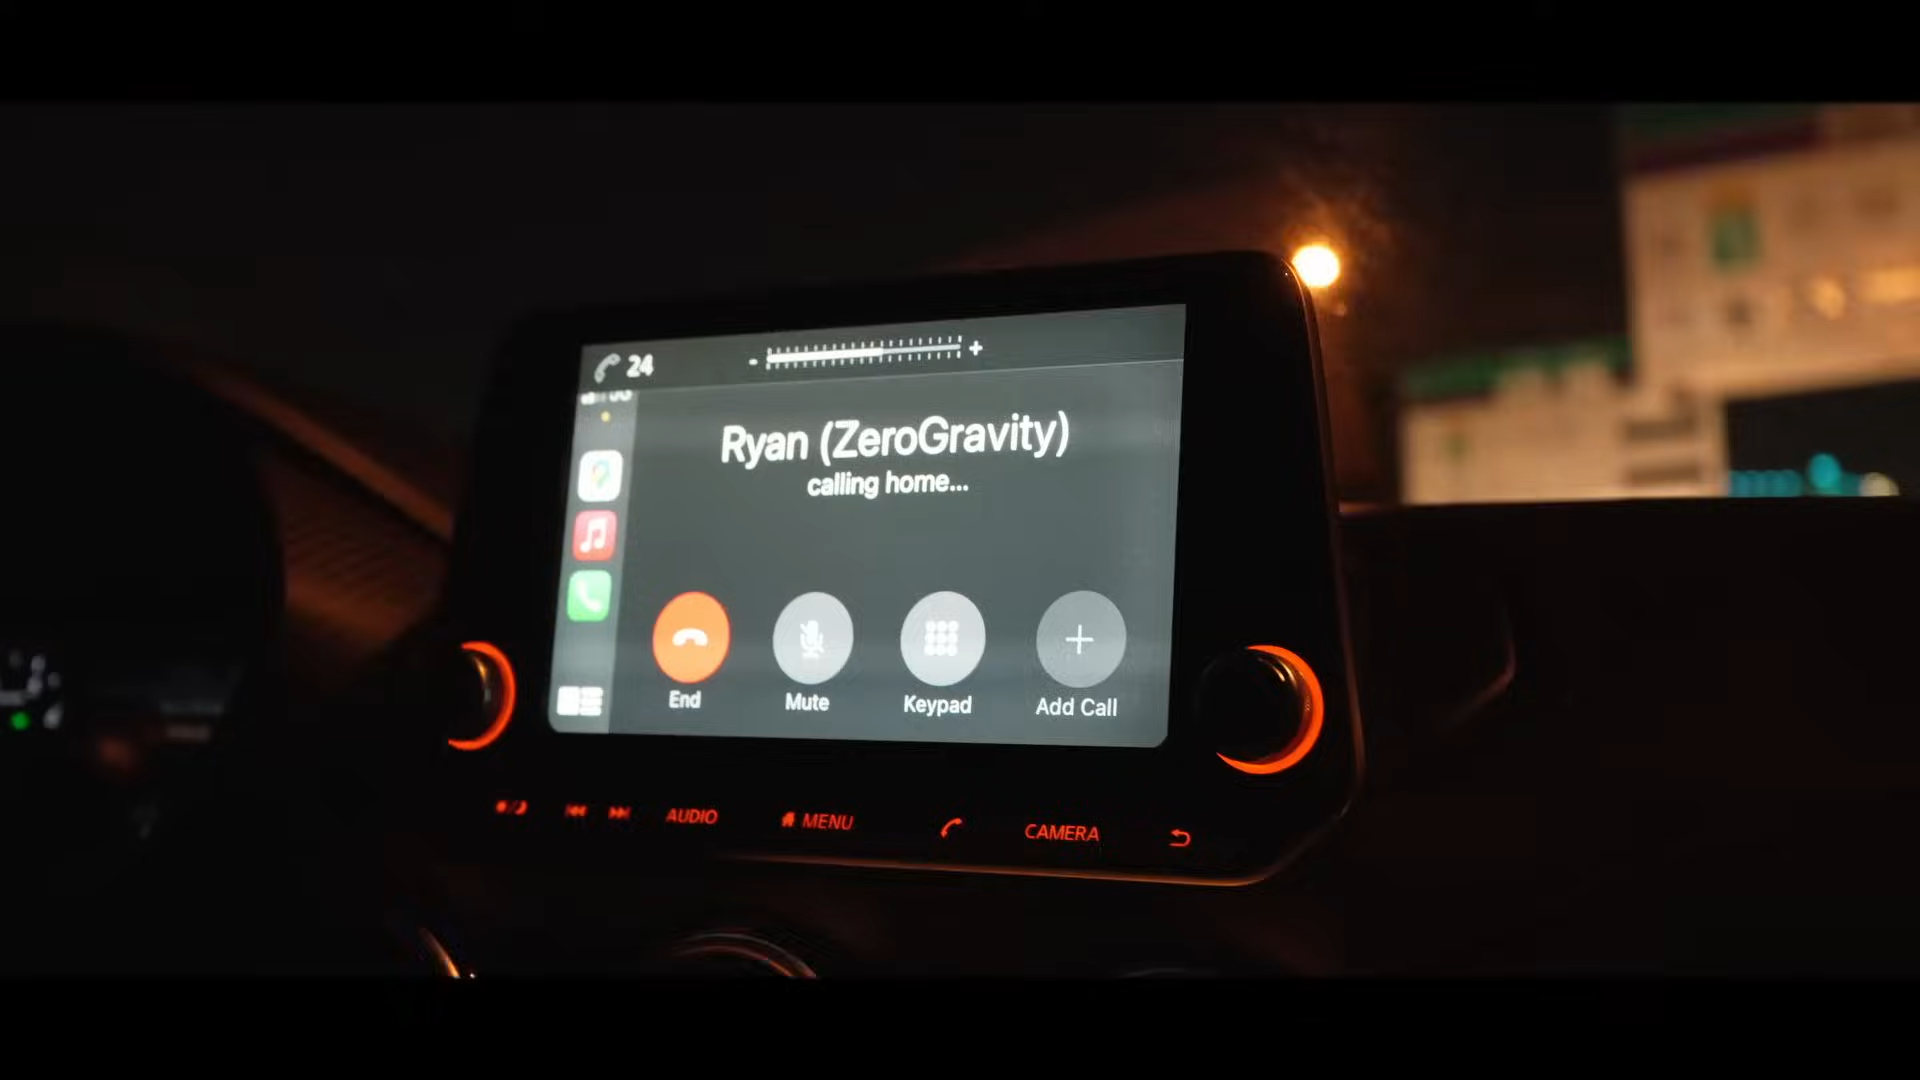 24
- +
Ryan (ZeroGravity)
calling home...
End Mute Keypad Add Call
AUDIO MENU CAMERA